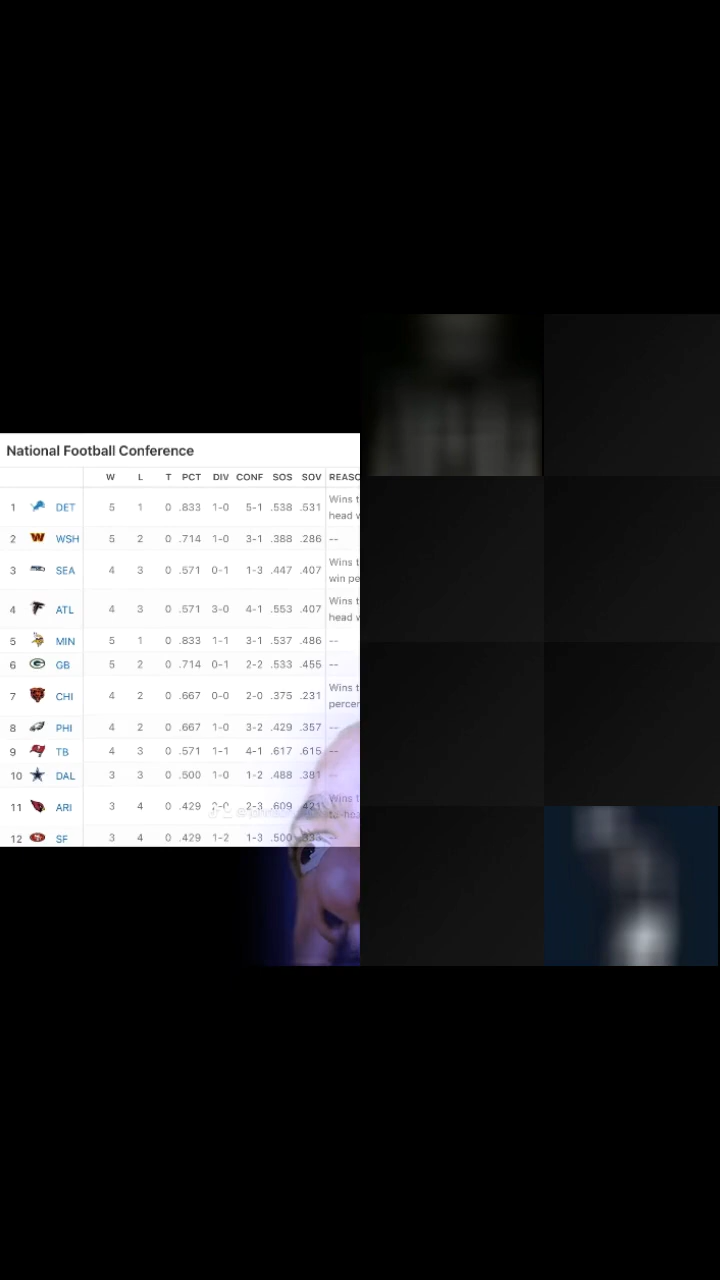 National Football Conference
W L T PCT DIV CONF SOS SOV REASO
1 DET 5 1 0 .833 1-0 5-1 .538 .531 Wins t
head w
2 WSH 5 2 0 .714 1-0 3-1 .388 .286 --
3 SEA 4 3 0 .571 0-1 1-3 .447 .407 Wins t
win pe
4 ATL 4 3 0 .571 3-0 4-1 .553 .407 Wins t
head w
5 MIN 5 1 0 .833 1-1 3-1 .537 .486 --
6 GB 5 2 0 .714 0-1 2-2 .533 .455 --
7 CHI 4 2 0 .667 0-0 2-0 .375 .231 Wins t
percer
8 PHI 4 2 0 .667 1-0 3-2 .429 .357 --
9 TB 4 3 0 .571 1-1 4-1 .617 .615 --
10 DAL 3 3 0 .500 1-0 1-2 .488 .381 --
11 ARI 3 4 0 .429 2-0 2-3 .609 .421 Wins t
12 SF 3 4 0 .429 1-2 1-3 .500 .333 --